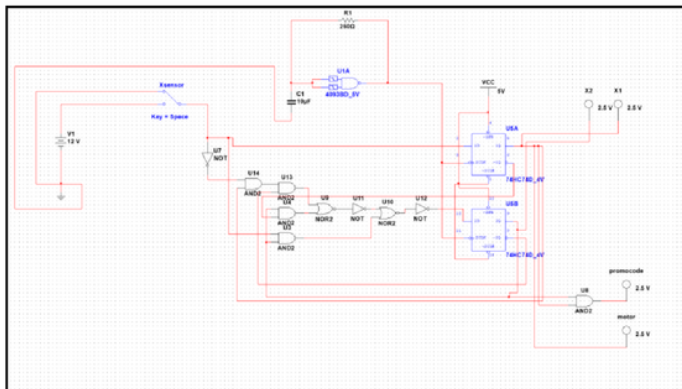 R1
200Ω
U1A
4093BD_5V
C1
10µF
VCC
5V
X2
X1
2.5 V
2.5 V
Xsensor
Key = Space
V1
12 V
U7
NOT
U14
AND2
U13
AND2
U4
AND2
U3
AND2
U9
NOR2
U11
NOT
U10
NOR2
U12
NOT
U5A
74HC74D_4V
U5B
74HC74D_4V
U8
AND2
promocode
2.5 V
motor
2.5 V